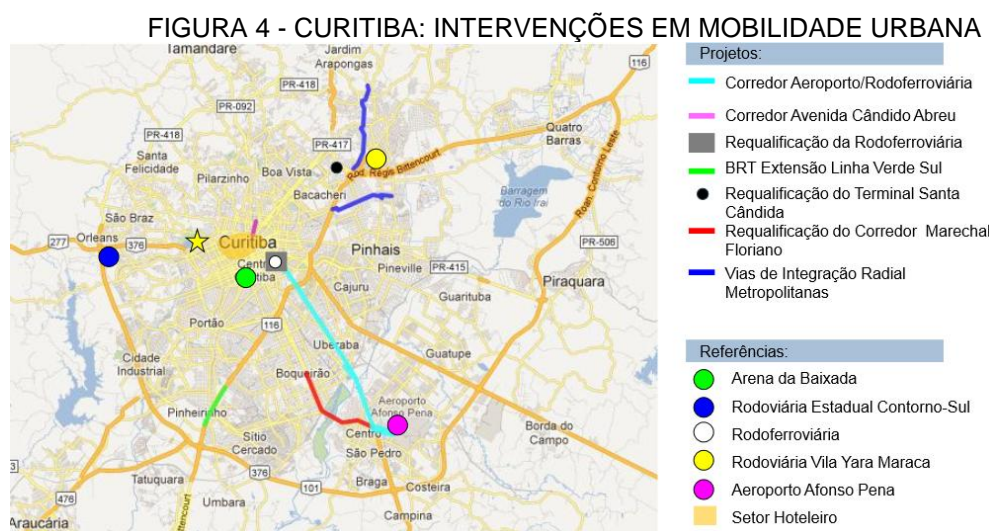 FIGURA 4 - CURITIBA: INTERVENÇÕES EM MOBILIDADE URBANA
Tamandare
Jardim
Arapongas
PR-418
116
PR-092
PR-418
PR-417
Quatro
Barras
Santa
Felicidade
Pilarzinho
Boa Vista
Rod. Régis Bittencourt
Roan. Contorno Leste
Bacacheri
Barragem
do Rio Iraí
São Braz
Orleans
277
376
Curitiba
Pinhais
PR-506
Pineville
PR-415
Cajuru
Piraquara
Guarituba
Portão
116
Uberaba
Guatupe
Cidade
Industrial
Boqueirão
Aeroporto
Afonso Pena
Pinheirinho
Centro
São Pedro
Borda do
Campo
Sítio
Cercado
376
Tatuquara
Braga
Costeira
476
101
Umbara
Campina
Araucária
Projetos:
Corredor Aeroporto/Rodoferroviária
Corredor Avenida Cândido Abreu
Requalificação da Rodoferroviária
BRT Extensão Linha Verde Sul
Requalificação do Terminal Santa
Cândida
Requalificação do Corredor Marechal
Floriano
Vias de Integração Radial
Metropolitanas
Referências:
Arena da Baixada
Rodoviária Estadual Contorno-Sul
Rodoferroviária
Rodoviária Vila Yara Maraca
Aeroporto Afonso Pena
Setor Hoteleiro